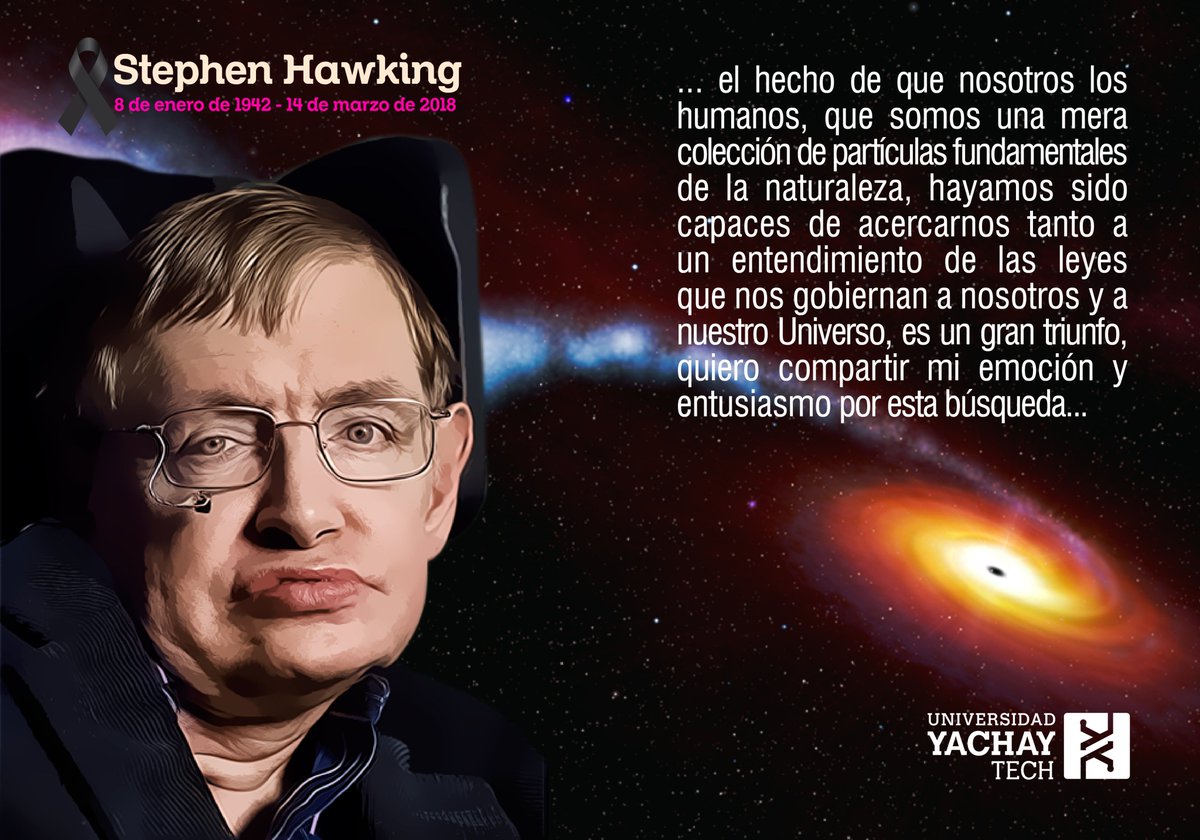 Stephen Hawking
8 de enero de 1942 - 14 de marzo de 2018
... el hecho de que nosotros los
humanos, que somos una mera
colección de partículas fundamentales
de la naturaleza, hayamos sido
capaces de acercarnos tanto a
un entendimiento de las leyes
que nos gobiernan a nosotros y a
nuestro Universo, es un gran triunfo,
quiero compartir mi emoción y
entusiasmo por esta búsqueda...
UNIVERSIDAD
YACHAY
TECH